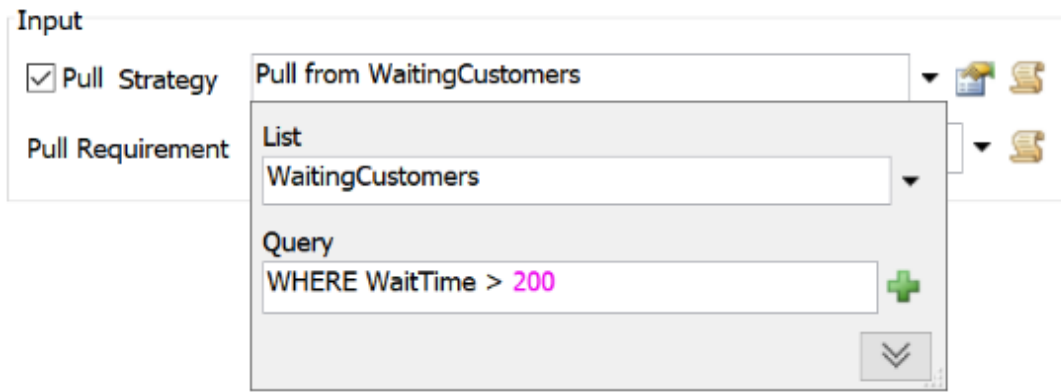 Input
Pull Strategy Pull from WaitingCustomers
Pull Requirement
List
WaitingCustomers
Query
WHERE WaitTime > 200